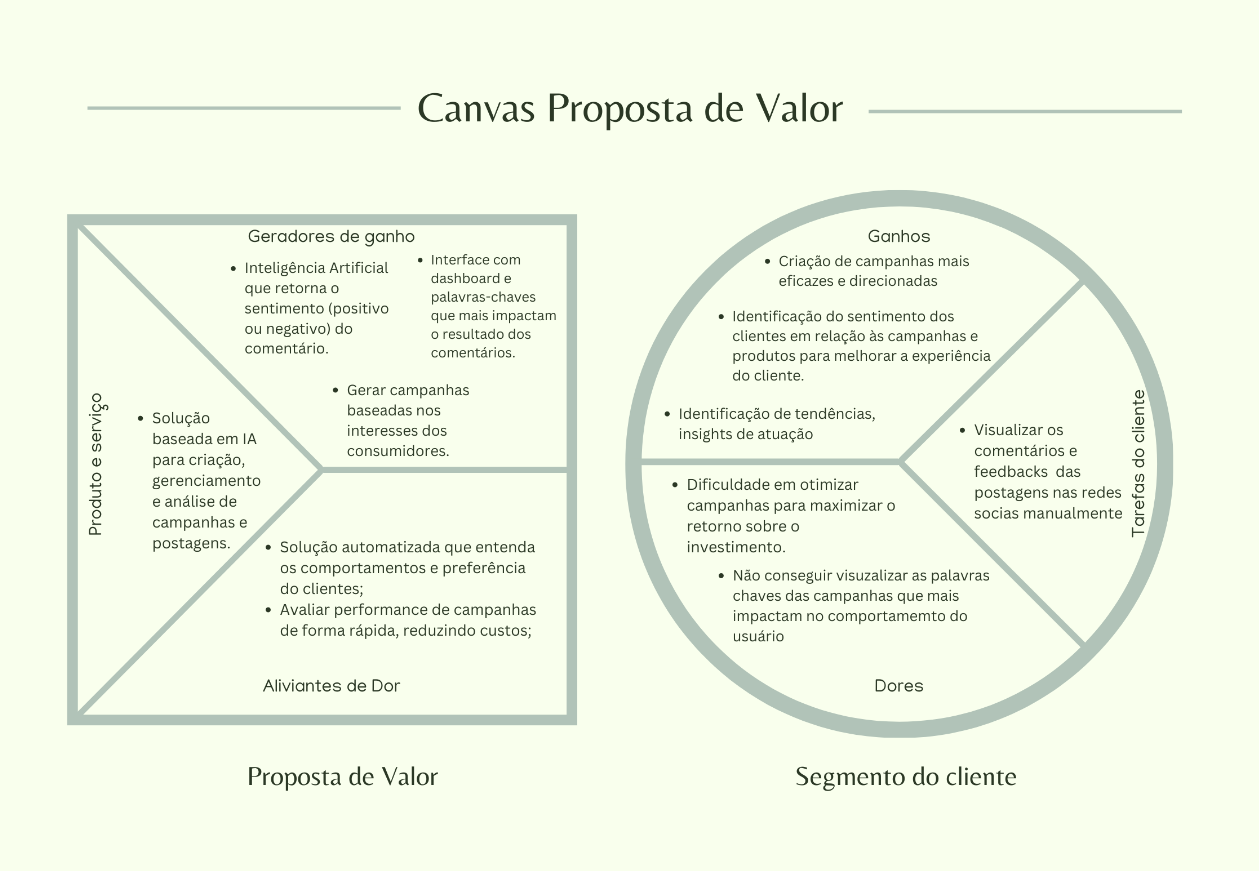 Canvas Proposta de Valor
Geradores de ganho
• Inteligência Artificial
que retorna o
sentimento (positivo
ou negativo) do
comentário.
• Interface com
dashboard e
palavras-chaves
que mais impactam
o resultado dos
comentários.
• Gerar campanhas
baseadas nos
interesses dos
consumidores.
Produto e serviço
• Solução
baseada em IA
para criação,
gerenciamento
e análise de
campanhas e
postagens.
• Solução automatizada que entenda
os comportamentos e preferência
do clientes;
• Avaliar performance de campanhas
de forma rápida, reduzindo custos;
Aliviantes de Dor
Proposta de Valor
Ganhos
• Criação de campanhas mais
eficazes e direcionadas
• Identificação do sentimento dos
clientes em relação às campanhas e
produtos para melhorar a experiência
do cliente.
• Identificação de tendências,
insights de atuação
• Visualizar os
comentários e
feedbacks das
postagens nas redes
socias manualmente
Tarefas do cliente
• Dificuldade em otimizar
campanhas para maximizar o
retorno sobre o
investimento.
• Não conseguir visuzalizar as palavras
chaves das campanhas que mais
impactam no comportamemto do
usuário
Dores
Segmento do cliente